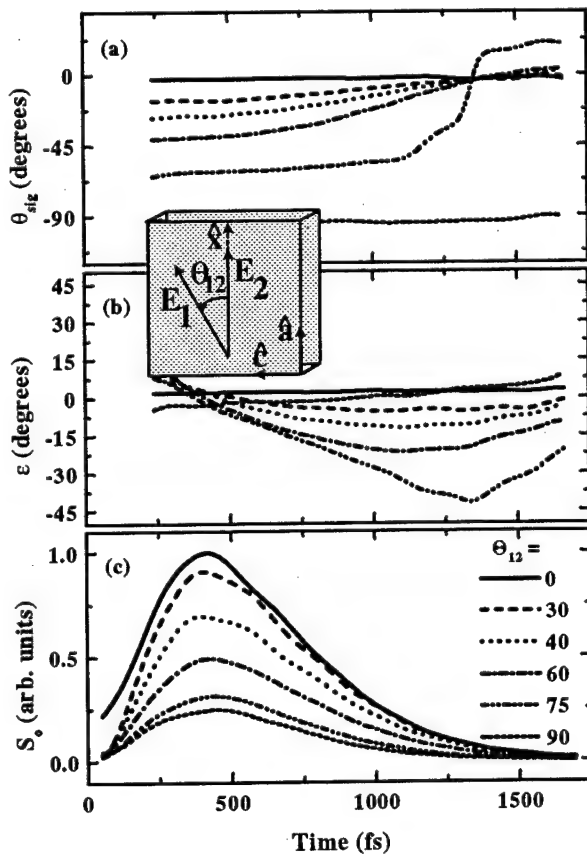 (a)
0
-45
-90
θsig (degrees)
x̂
Θ12
E1
E2
â
ĉ
(b)
45
30
15
0
-15
-30
-45
ε (degrees)
(c)
1.0
0.5
0.0
So (arb. units)
Θ12 =
0
30
40
60
75
90
0
500
1000
1500
Time (fs)